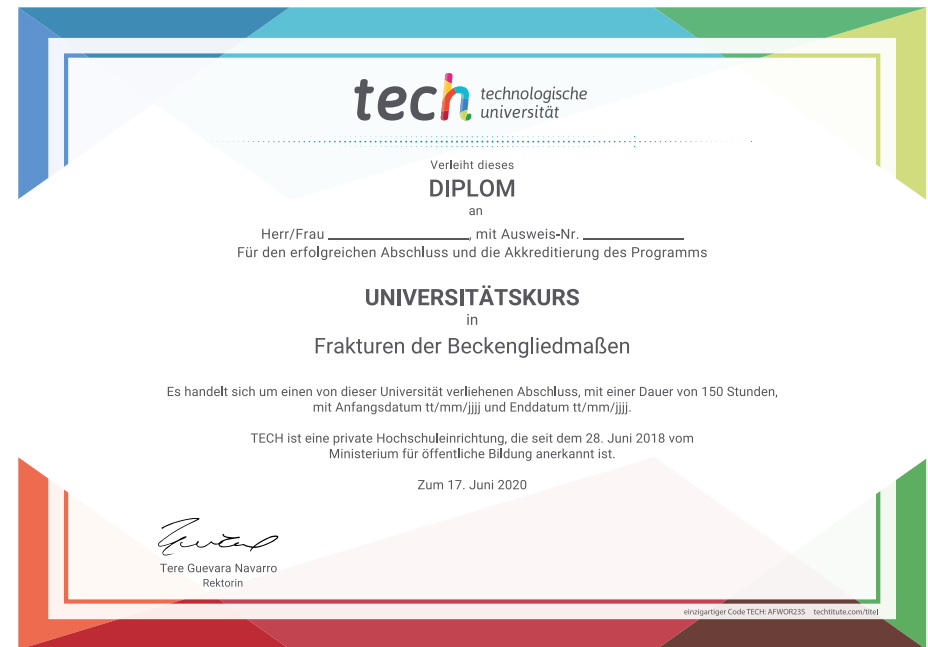 tech technologische
universität
Verleiht dieses
DIPLOM
an
Herr/Frau ____________________, mit Ausweis-Nr. ______________
Für den erfolgreichen Abschluss und die Akkreditierung des Programms
UNIVERSITÄTSKURS
in
Frakturen der Beckengliedmaßen
Es handelt sich um einen von dieser Universität verliehenen Abschluss, mit einer Dauer von 150 Stunden,
mit Anfangsdatum tt/mm/jjjj und Enddatum tt/mm/jjjj.
TECH ist eine private Hochschuleinrichtung, die seit dem 28. Juni 2018 vom
Ministerium für öffentliche Bildung anerkannt ist.
Zum 17. Juni 2020
Tere Guevara Navarro
Rektorin
einzigartiger Code TECH: AFWOR23S techtitute.com/titel